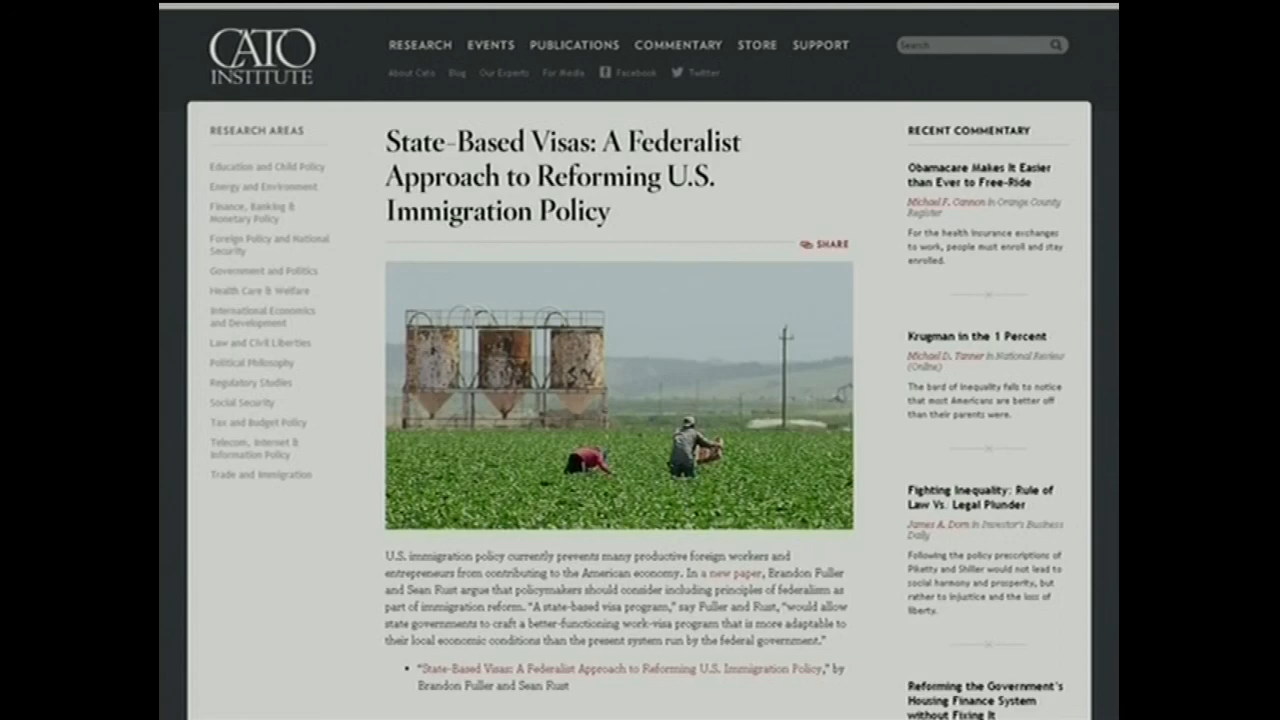 CATO
INSTITUTE
RESEARCH EVENTS PUBLICATIONS COMMENTARY STORE SUPPORT
Search
About Cato Blog Our Experts For Media Facebook Twitter
RESEARCH AREAS
Education and Child Policy
Energy and Environment
Finance, Banking &
Monetary Policy
Foreign Policy and National
Security
Government and Politics
Health Care & Welfare
International Economics
and Development
Law and Civil Liberties
Political Philosophy
Regulatory Studies
Social Security
Tax and Budget Policy
Telecom, Internet &
Information Policy
Trade and Immigration
State-Based Visas: A Federalist
Approach to Reforming U.S.
Immigration Policy
SHARE
U.S. immigration policy currently prevents many productive foreign workers and
entrepreneurs from contributing to the American economy. In a new paper, Brandon Fuller
and Sean Rust argue that policymakers should consider including principles of federalism as
part of immigration reform. “A state-based visa program,” say Fuller and Rust, “would allow
state governments to craft a better-functioning work-visa program that is more adaptable to
their local economic conditions than the present system run by the federal government.”
• “State-Based Visas: A Federalist Approach to Reforming U.S. Immigration Policy,” by
Brandon Fuller and Sean Rust
RECENT COMMENTARY
Obamacare Makes It Easier
than Ever to Free-Ride
Michael F. Cannon in Orange County
Register
For the health insurance exchanges
to work, people must enroll and stay
enrolled.
Krugman in the 1 Percent
Michael D. Tanner in National Review
(Online)
The bard of inequality fails to notice
that most Americans are better off
than their parents were.
Fighting Inequality: Rule of
Law Vs. Legal Plunder
James A. Dorn in Investor's Business
Daily
Following the policy prescriptions of
Piketty and Shiller would not lead to
social harmony and prosperity, but
rather to injustice and the loss of
liberty.
Reforming the Government's
Housing Finance System
without Fixing It